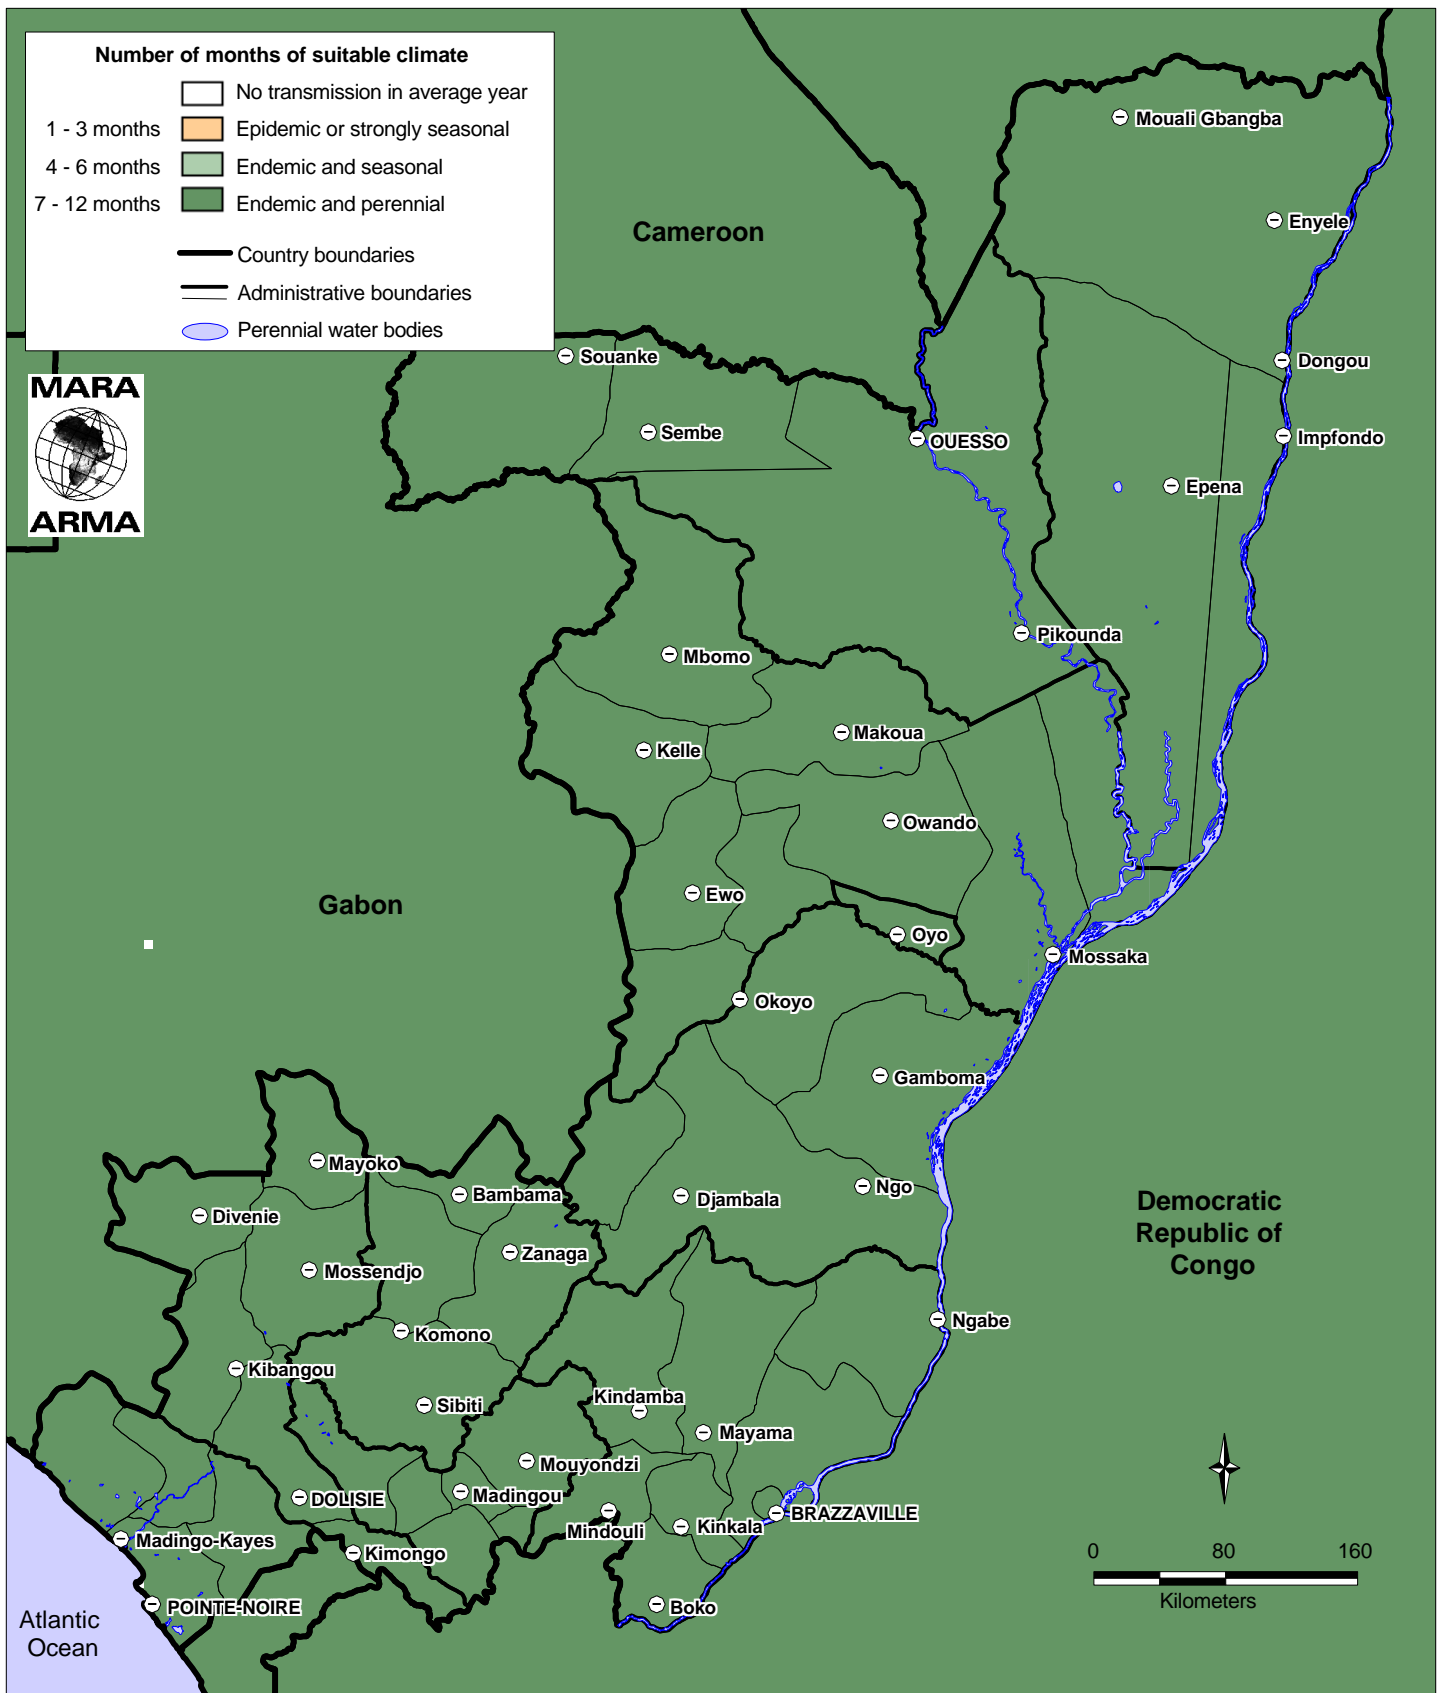 Number of months of suitable climate
No transmission in average year
1 - 3 months Epidemic or strongly seasonal
4 - 6 months Endemic and seasonal
7 - 12 months Endemic and perennial
Country boundaries
Administrative boundaries
Perennial water bodies
MARA
ARMA
Mouali Gbangba
Enyele
Cameroon
Souanke
Dongou
Sembe
OUESSO
Impfondo
Epena
Pikounda
Mbomo
Makoua
Kelle
Owando
Ewo
Gabon
Oyo
Mossaka
Okoyo
Gamboma
Mayoko
Bambama
Djambala
Ngo
Divenie
Democratic
Republic of
Congo
Zanaga
Mossendjo
Ngabe
Komono
Kibangou
Kindamba
Sibiti
Mayama
Mouyondzi
Madingou
DOLISIE
BRAZZAVILLE
Mindouli
Kinkala
Madingo-Kayes
Kimongo
0 80 160
Kilometers
POINTE-NOIRE
Boko
Atlantic
Ocean